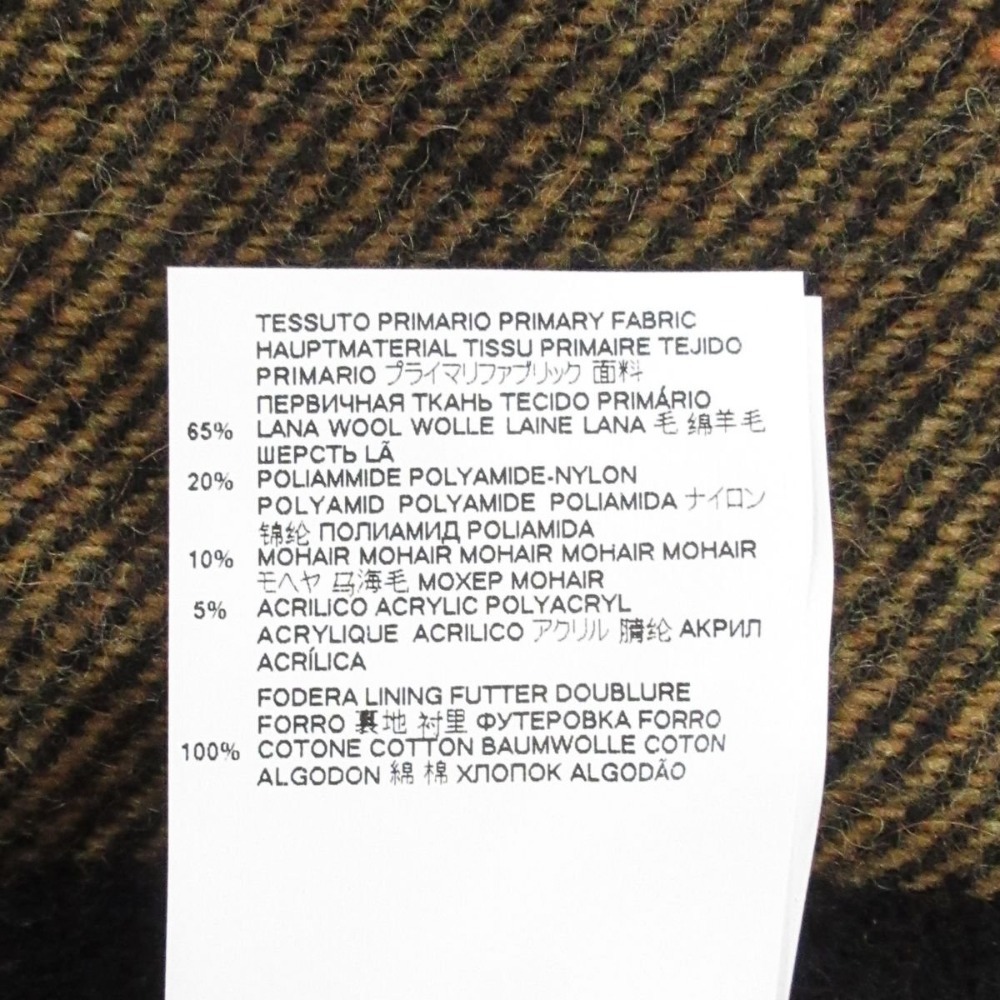 TESSUTO PRIMARIO PRIMARY FABRIC
HAUPTMATERIAL TISSU PRIMAIRE TEJIDO
PRIMARIO プライマリファブリック 面料
ПЕРВИЧНАЯ ТКАНЬ TECIDO PRIMÁRIO
65% LANA WOOL WOLLE LAINE LANA 毛 绵羊毛
ШЕРСТЬ LÃ
20% POLIAMMIDE POLYAMIDE-NYLON
POLYAMID POLYAMIDE POLIAMIDA ナイロン
锦纶 ПОЛИАМИД POLIAMIDA
10% MOHAIR MOHAIR MOHAIR MOHAIR MOHAIR
モヘヤ 马海毛 МОХЕР MOHAIR
5% ACRILICO ACRYLIC POLYACRYL
ACRYLIQUE ACRILICO アクリル 腈纶 АКРИЛ
ACRÍLICA
FODERA LINING FUTTER DOUBLURE
FORRO 裏地 衬里 ФУТЕРОВКА FORRO
100% COTONE COTTON BAUMWOLLE COTON
ALGODON 綿 棉 ХЛОПОК ALGODÃO